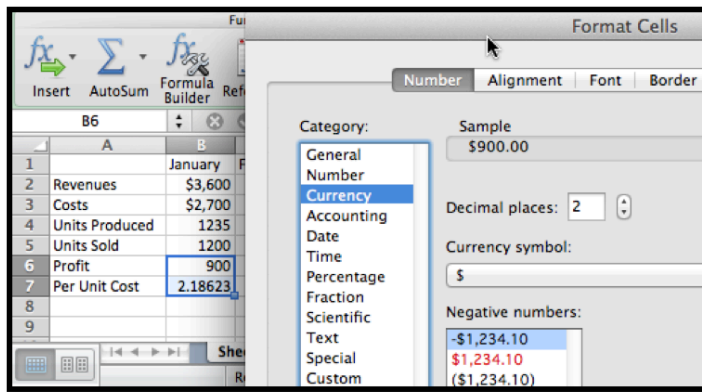 Fu
Insert AutoSum Formula Builder Ref
B6
A B
1 January F
2 Revenues $3,600
3 Costs $2,700
4 Units Produced 1235
5 Units Sold 1200
6 Profit 900
7 Per Unit Cost 2.18623
8
9
Shee
R
Format Cells
Number Alignment Font Border
Category:
General
Number
Currency
Accounting
Date
Time
Percentage
Fraction
Scientific
Text
Special
Custom
Sample
$900.00
Decimal places: 2
Currency symbol:
$
Negative numbers:
-$1,234.10
$1,234.10
($1,234.10)